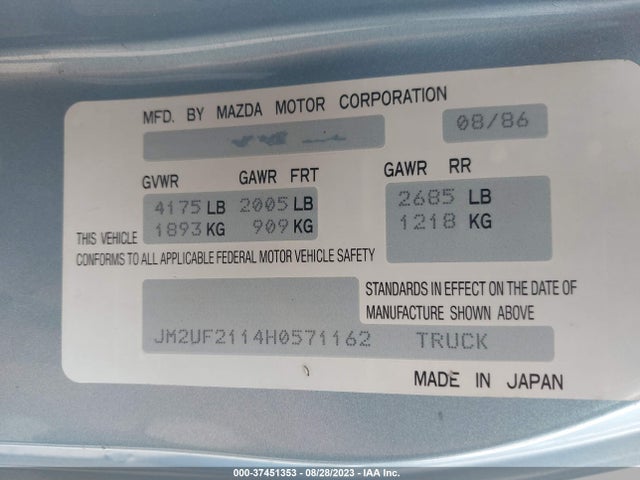 MFD. BY MAZDA MOTOR CORPORATION
08/86
GVWR GAWR FRT GAWR RR
4175 LB 2005 LB 2685 LB
1893 KG 909 KG 1218 KG
THIS VEHICLE
CONFORMS TO ALL APPLICABLE FEDERAL MOTOR VEHICLE SAFETY
STANDARDS IN EFFECT ON THE DATE OF
MANUFACTURE SHOWN ABOVE
JM2UF2114H0571162 TRUCK
MADE IN JAPAN
000-37451353 - 08/28/2023 - IAA Inc.